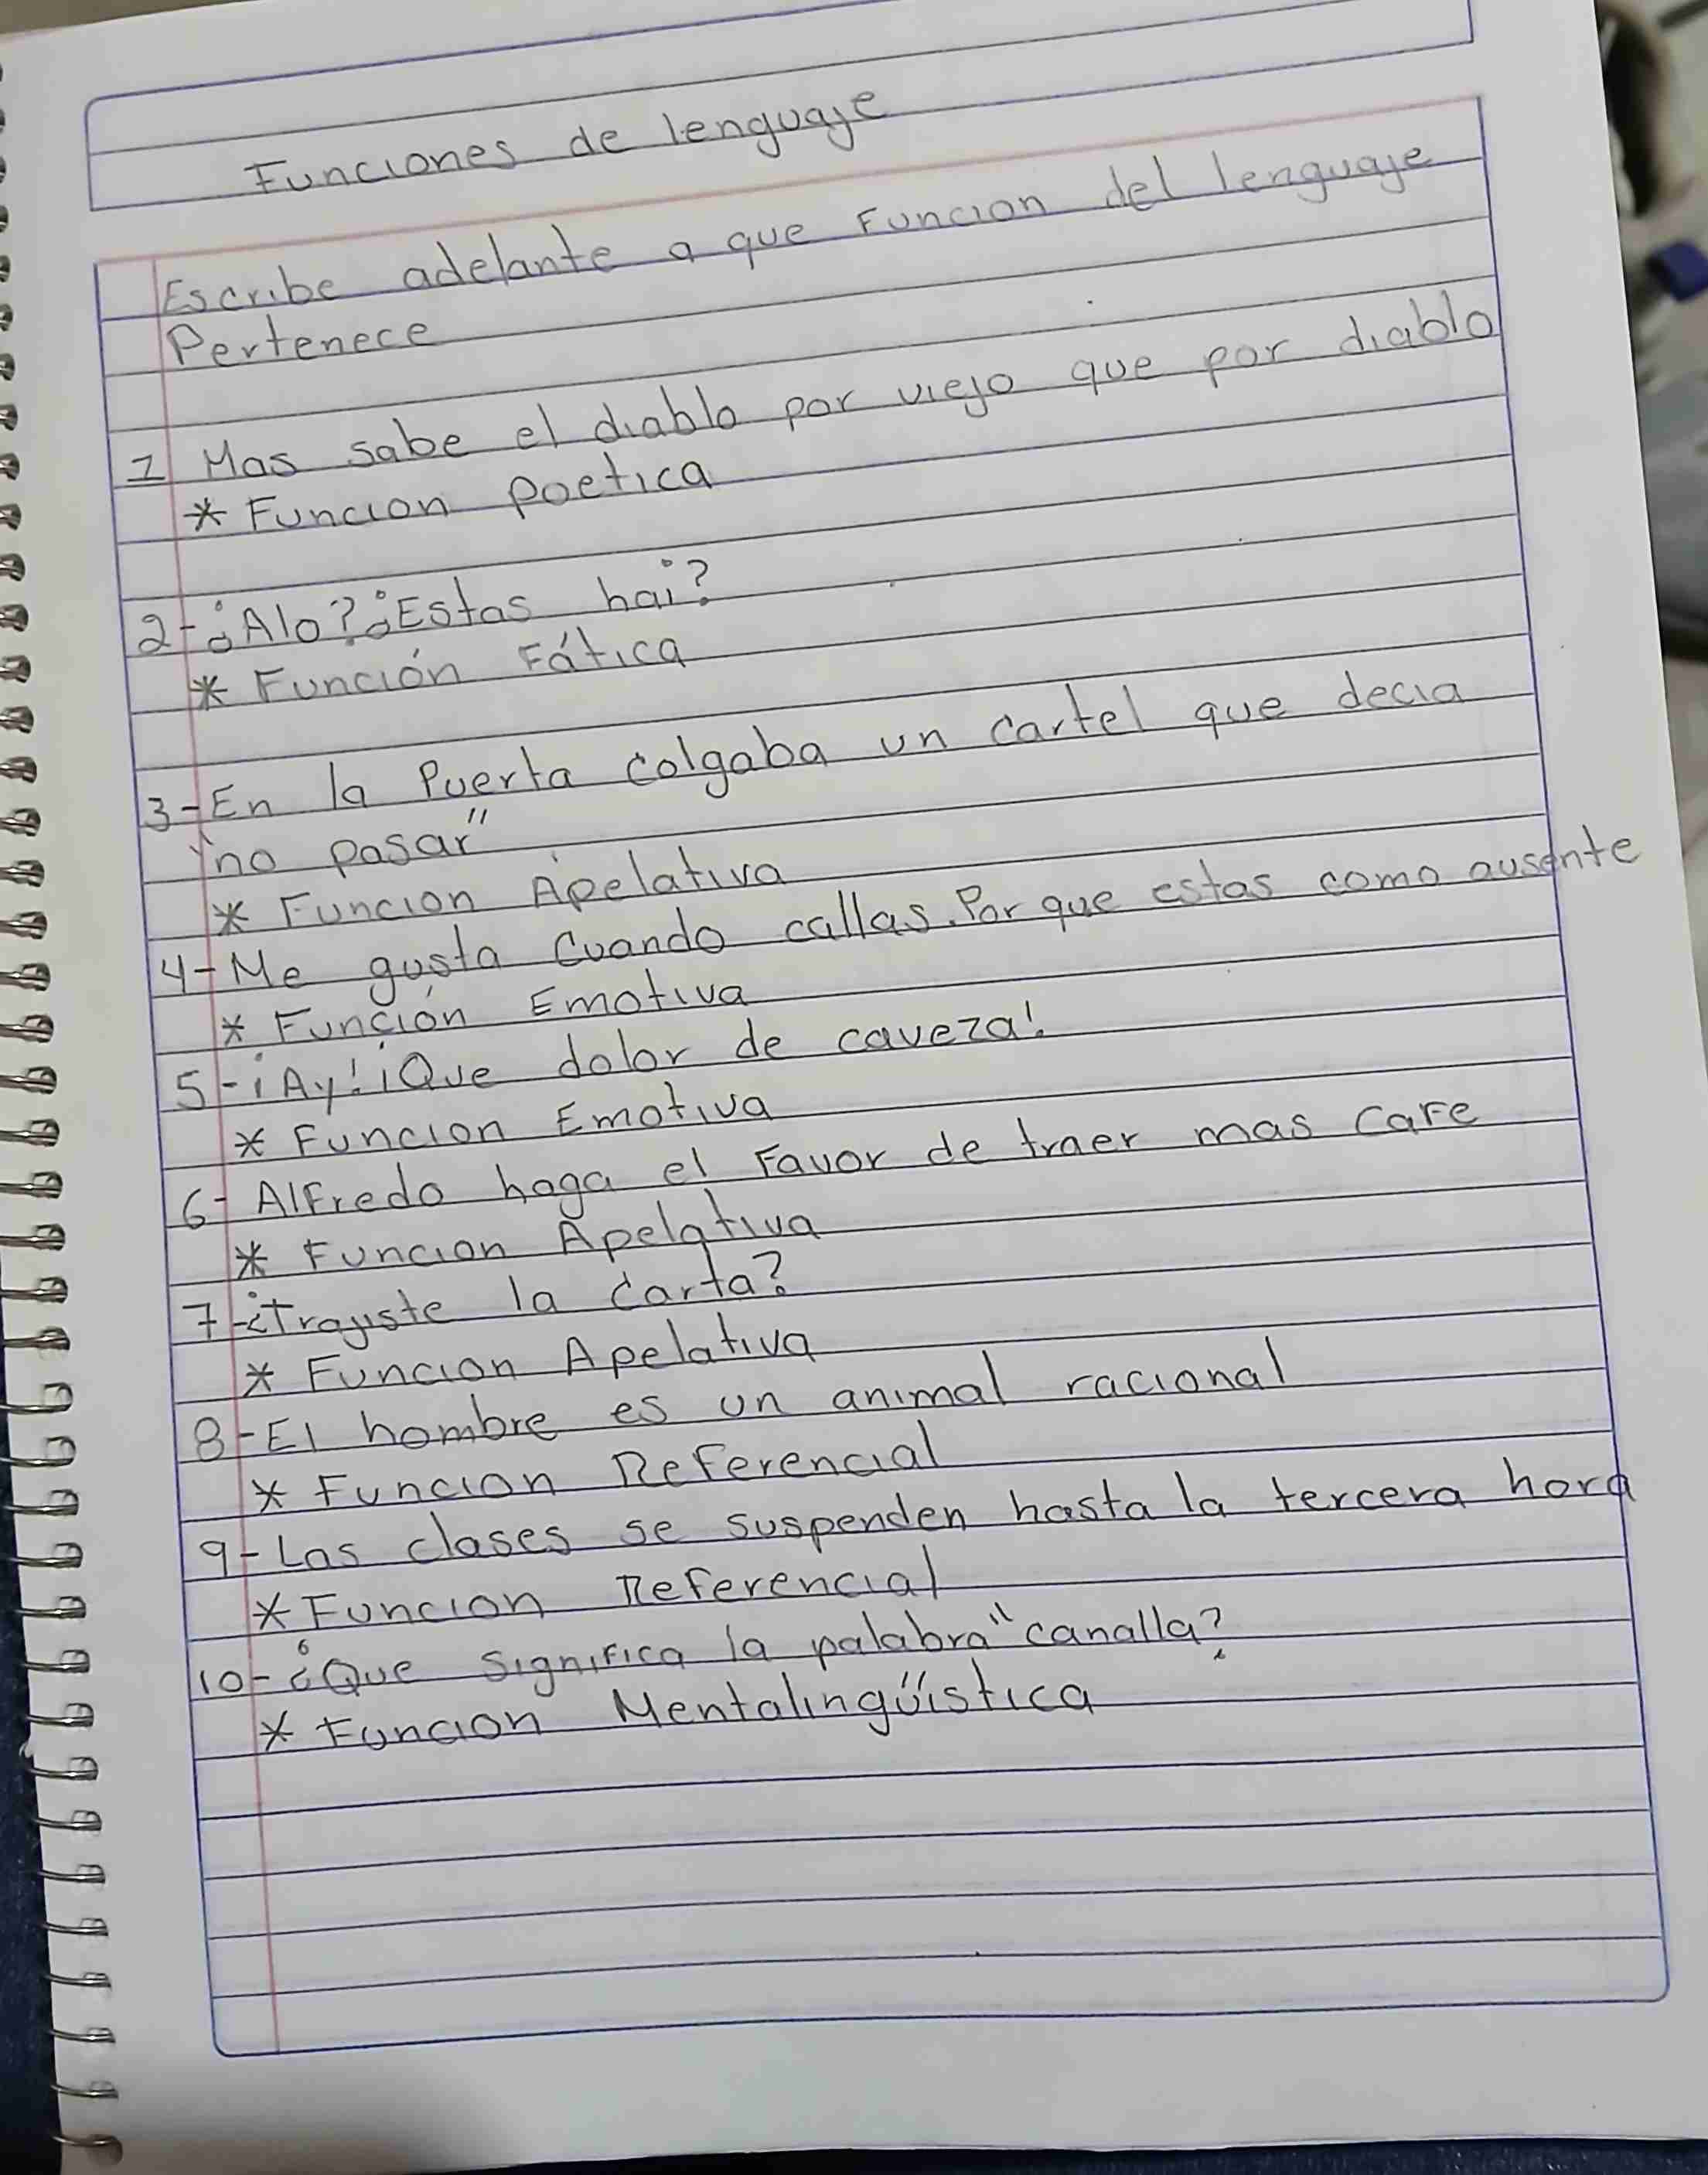 Funciones de lenguaje
Escribe adelante a que Funcion del lenguaje
Pertenece
1 Mas sabe el diablo por viejo que por diablo
* Funcion poetica
2-¿Alo?¿Estas hai?
* Función Fática
3-En la Puerta colgaba un cartel que decia
"no pasar"
* Funcion Apelativa
4-Me gusta Cuando callas.Por que estas como ausente
* Función Emotiva
5-¡Ay!¡Que dolor de caveza!
* Funcion Emotiva
6-AlFredo haga el Favor de traer mas CaFe
* Funcion Apelativa
7-¿Trajiste la Carta?
* Funcion Apelativa
8-El hombre es un animal racional
* Funcion ReFerencial
9-Las clases se suspenden hasta la tercera hora
* Funcion ReFerencial
10-¿Que signiFica la palabra "canalla?
* Funcion Mentalingüística